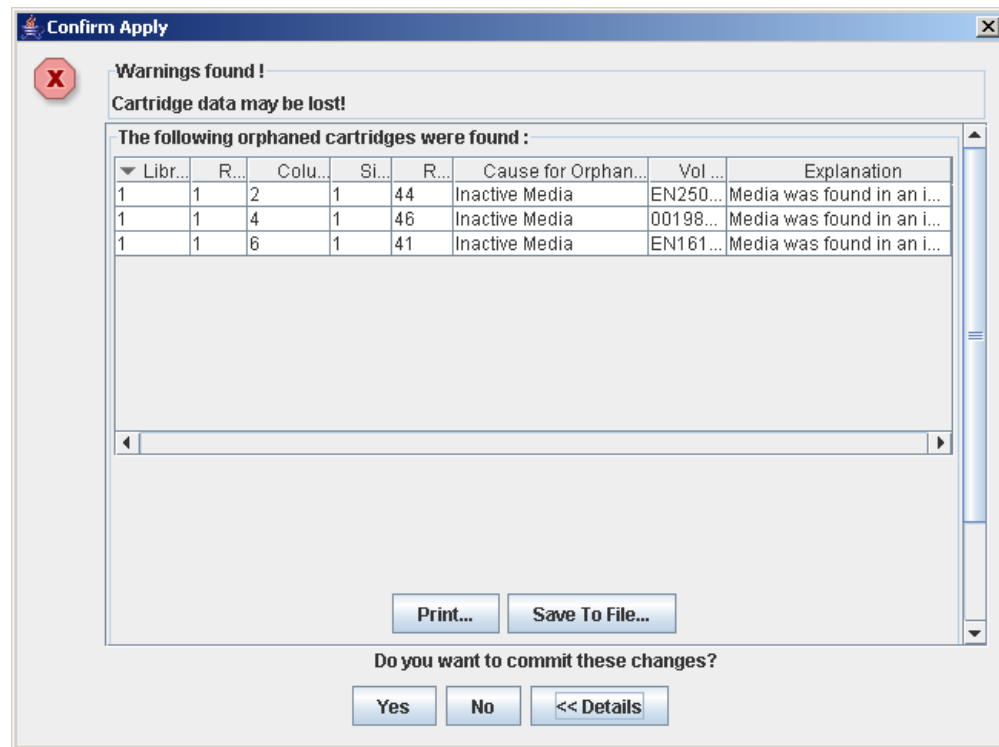 Confirm Apply
X
Warnings found !
Cartridge data may be lost!
The following orphaned cartridges were found :
Libr... R... Colu... Si... R... Cause for Orphan... Vol ... Explanation
1 1 2 1 44 Inactive Media EN250... Media was found in an i...
1 1 4 1 46 Inactive Media 00198... Media was found in an i...
1 1 6 1 41 Inactive Media EN161... Media was found in an i...
Print... Save To File...
Do you want to commit these changes?
Yes No << Details